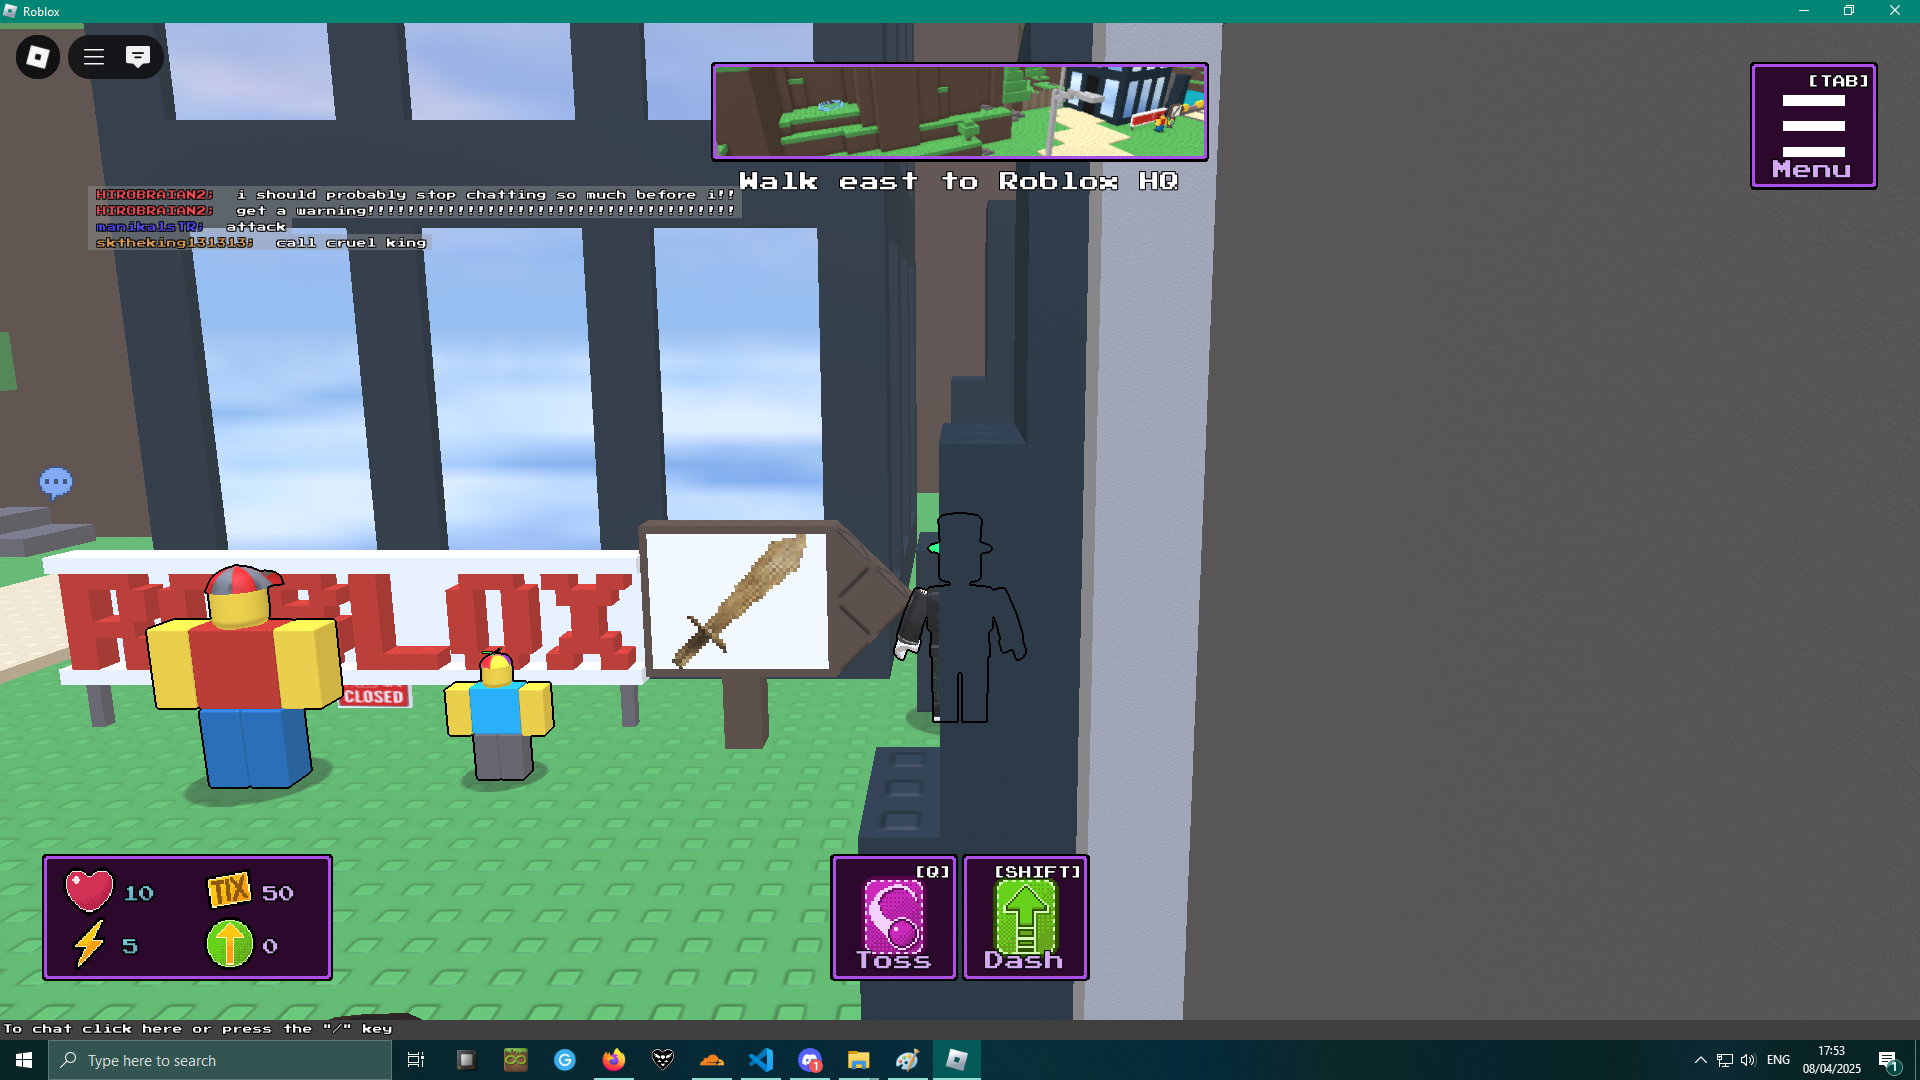 Roblox
[TAB]
Menu
Walk east to Roblox HQ
HIROBRAIAN2: i should probably stop chatting so much before i!!
HIROBRAIAN2: get a warning!!!!!!!!!!!!!!!!!!!!!!!!!!!!!!!!!!!!!
manikalsTR: attack
sktheking131313: call cruel king
ROBLOX
CLOSED
10
TIX
50
5
0
[Q]
Toss
[SHIFT]
Dash
To chat click here or press the "/" key
Type here to search
1
ENG
17:53
08/04/2025
1